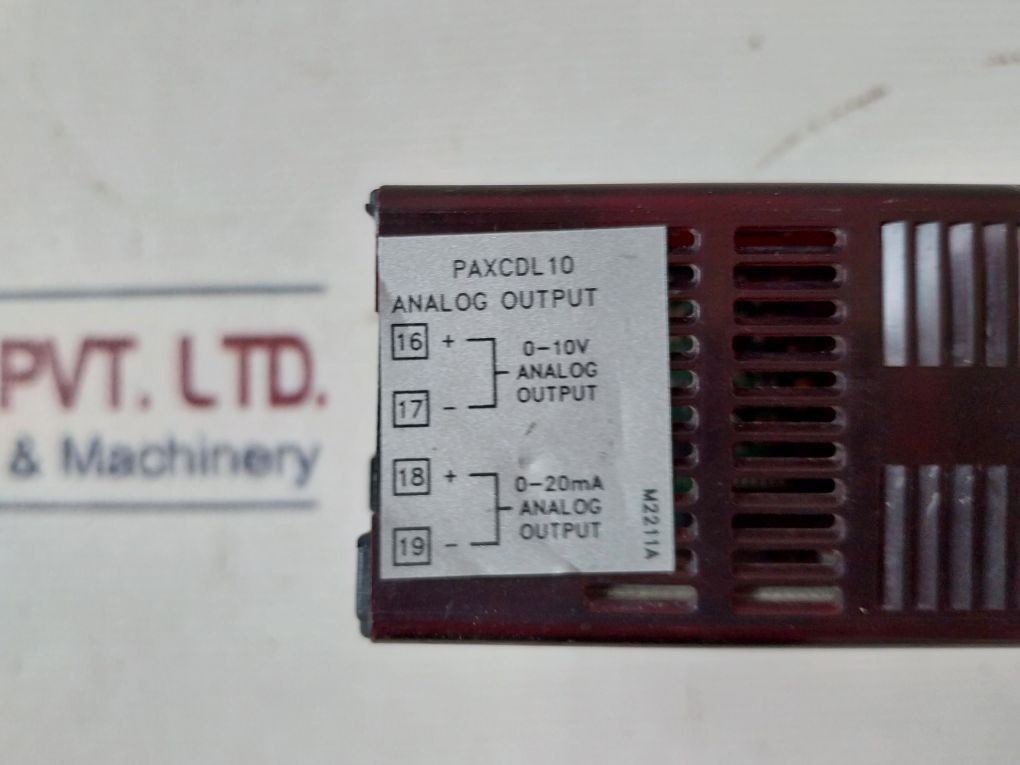 PVT. LTD.
& Machinery
PAXCDL10
ANALOG OUTPUT
16 +
0-10V
ANALOG
OUTPUT
17 -
18 +
0-20mA
ANALOG
OUTPUT
19 -
M2211A